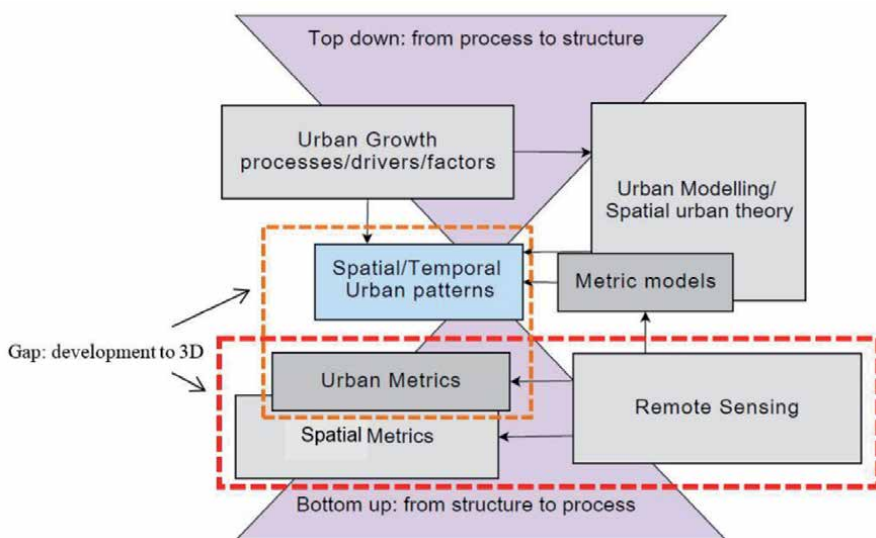 Top down: from process to structure
Urban Growth
processes/drivers/factors
Urban Modelling/
Spatial urban theory
Spatial/Temporal
Urban patterns
Metric models
Gap: development to 3D
Urban Metrics
Remote Sensing
Spatial Metrics
Bottom up: from structure to process